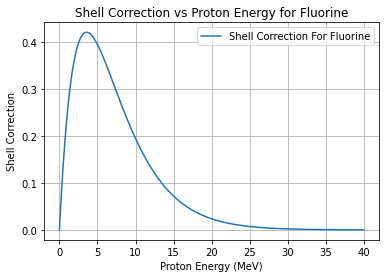 Shell Correction vs Proton Energy for Fluorine
Shell Correction For Fluorine
Shell Correction
0.4
0.3
0.2
0.1
0.0
0 5 10 15 20 25 30 35 40
Proton Energy (MeV)